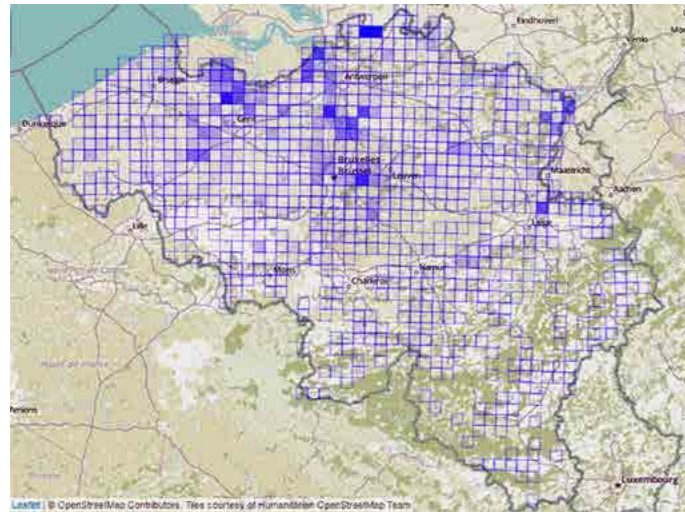 Eindhoven
Venlo
Brugge
Antwerpen
Gent
Dunkerque
Bruxelles -
Brussel
Leuven
Maastricht
Aachen
Lille
Liège
Mons
Charleroi
Namur
Amiens
Luxembourg
Leaflet | © OpenStreetMap Contributors, Tiles courtesy of Humanitarian OpenStreetMap Team